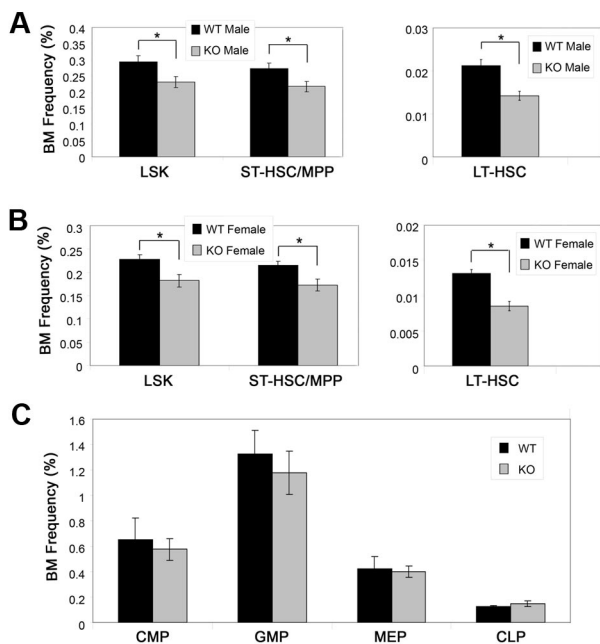 A
BM Frequency (%)
0.4
0.35
0.3
0.25
0.2
0.15
0.1
0.05
0
WT Male
KO Male
*
*
LSK
ST-HSC/MPP
0.03
0.02
0.01
0
WT Male
KO Male
*
LT-HSC
B
BM Frequency (%)
0.3
0.25
0.2
0.15
0.1
0.05
0
WT Female
KO Female
*
*
LSK
ST-HSC/MPP
0.02
0.015
0.01
0.005
0
WT Female
KO Female
*
LT-HSC
C
BM Frequency (%)
1.6
1.4
1.2
1
0.8
0.6
0.4
0.2
0
WT
KO
CMP
GMP
MEP
CLP